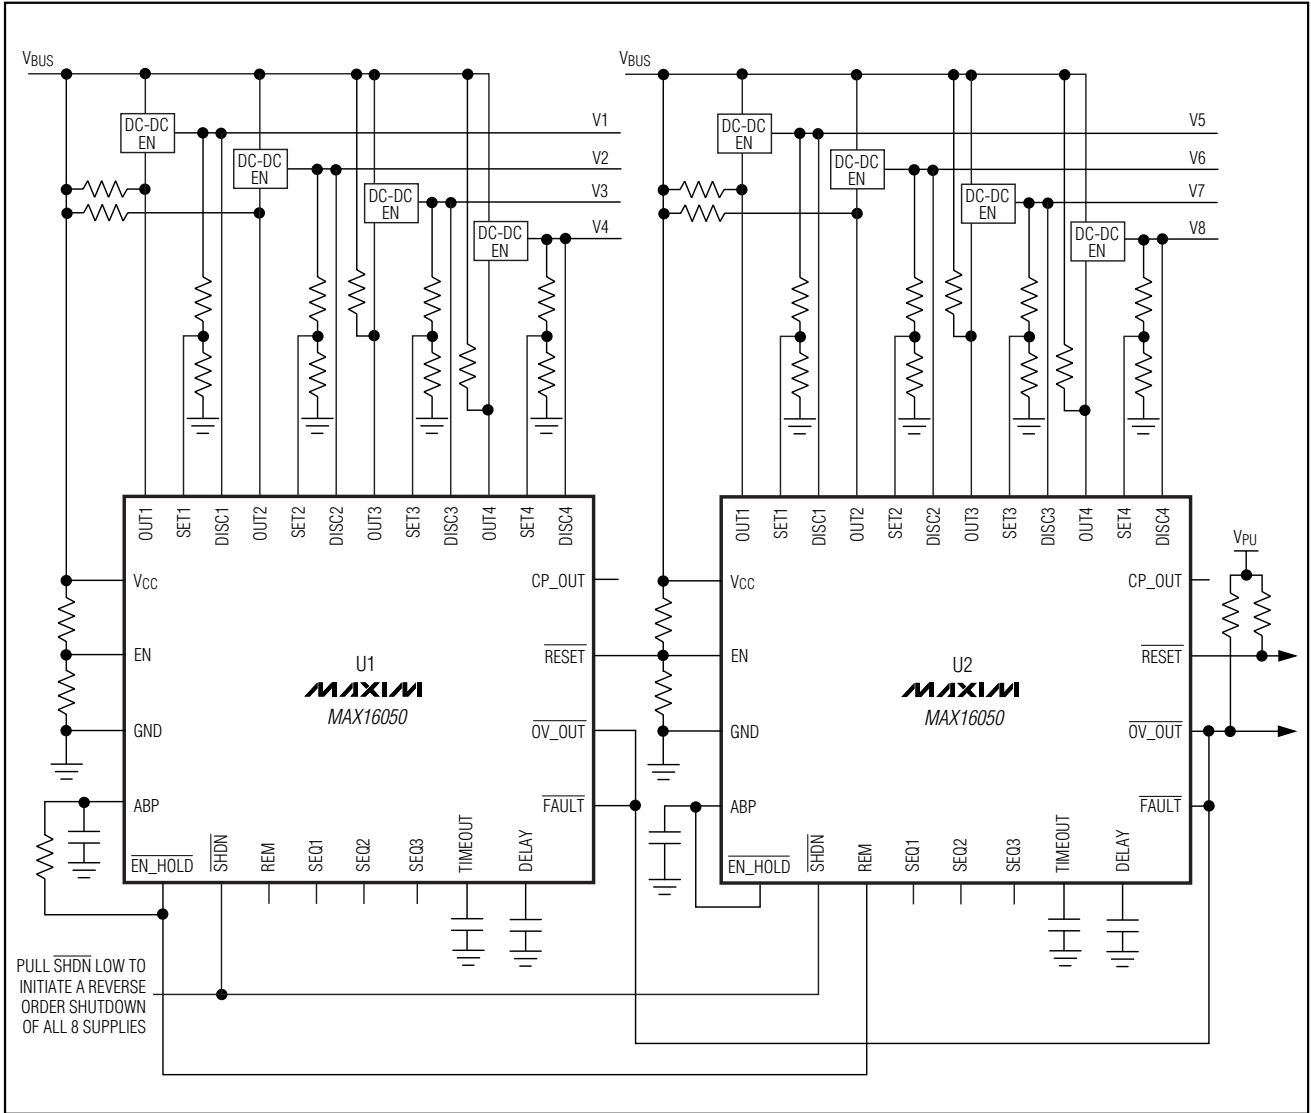 VBUS
DC-DC
EN
V1
DC-DC
EN
V2
DC-DC
EN
V3
DC-DC
EN
V4
OUT1
SET1
DISC1
OUT2
SET2
DISC2
OUT3
SET3
DISC3
OUT4
SET4
DISC4
VCC
CP_OUT
EN
RESET
U1
MAXIM
MAX16050
GND
OV_OUT
ABP
FAULT
EN_HOLD
SHDN
REM
SEQ1
SEQ2
SEQ3
TIMEOUT
DELAY
VBUS
DC-DC
EN
V5
DC-DC
EN
V6
DC-DC
EN
V7
DC-DC
EN
V8
OUT1
SET1
DISC1
OUT2
SET2
DISC2
OUT3
SET3
DISC3
OUT4
SET4
DISC4
VPU
VCC
CP_OUT
EN
RESET
U2
MAXIM
MAX16050
GND
OV_OUT
ABP
FAULT
EN_HOLD
SHDN
REM
SEQ1
SEQ2
SEQ3
TIMEOUT
DELAY
PULL SHDN LOW TO
INITIATE A REVERSE
ORDER SHUTDOWN
OF ALL 8 SUPPLIES